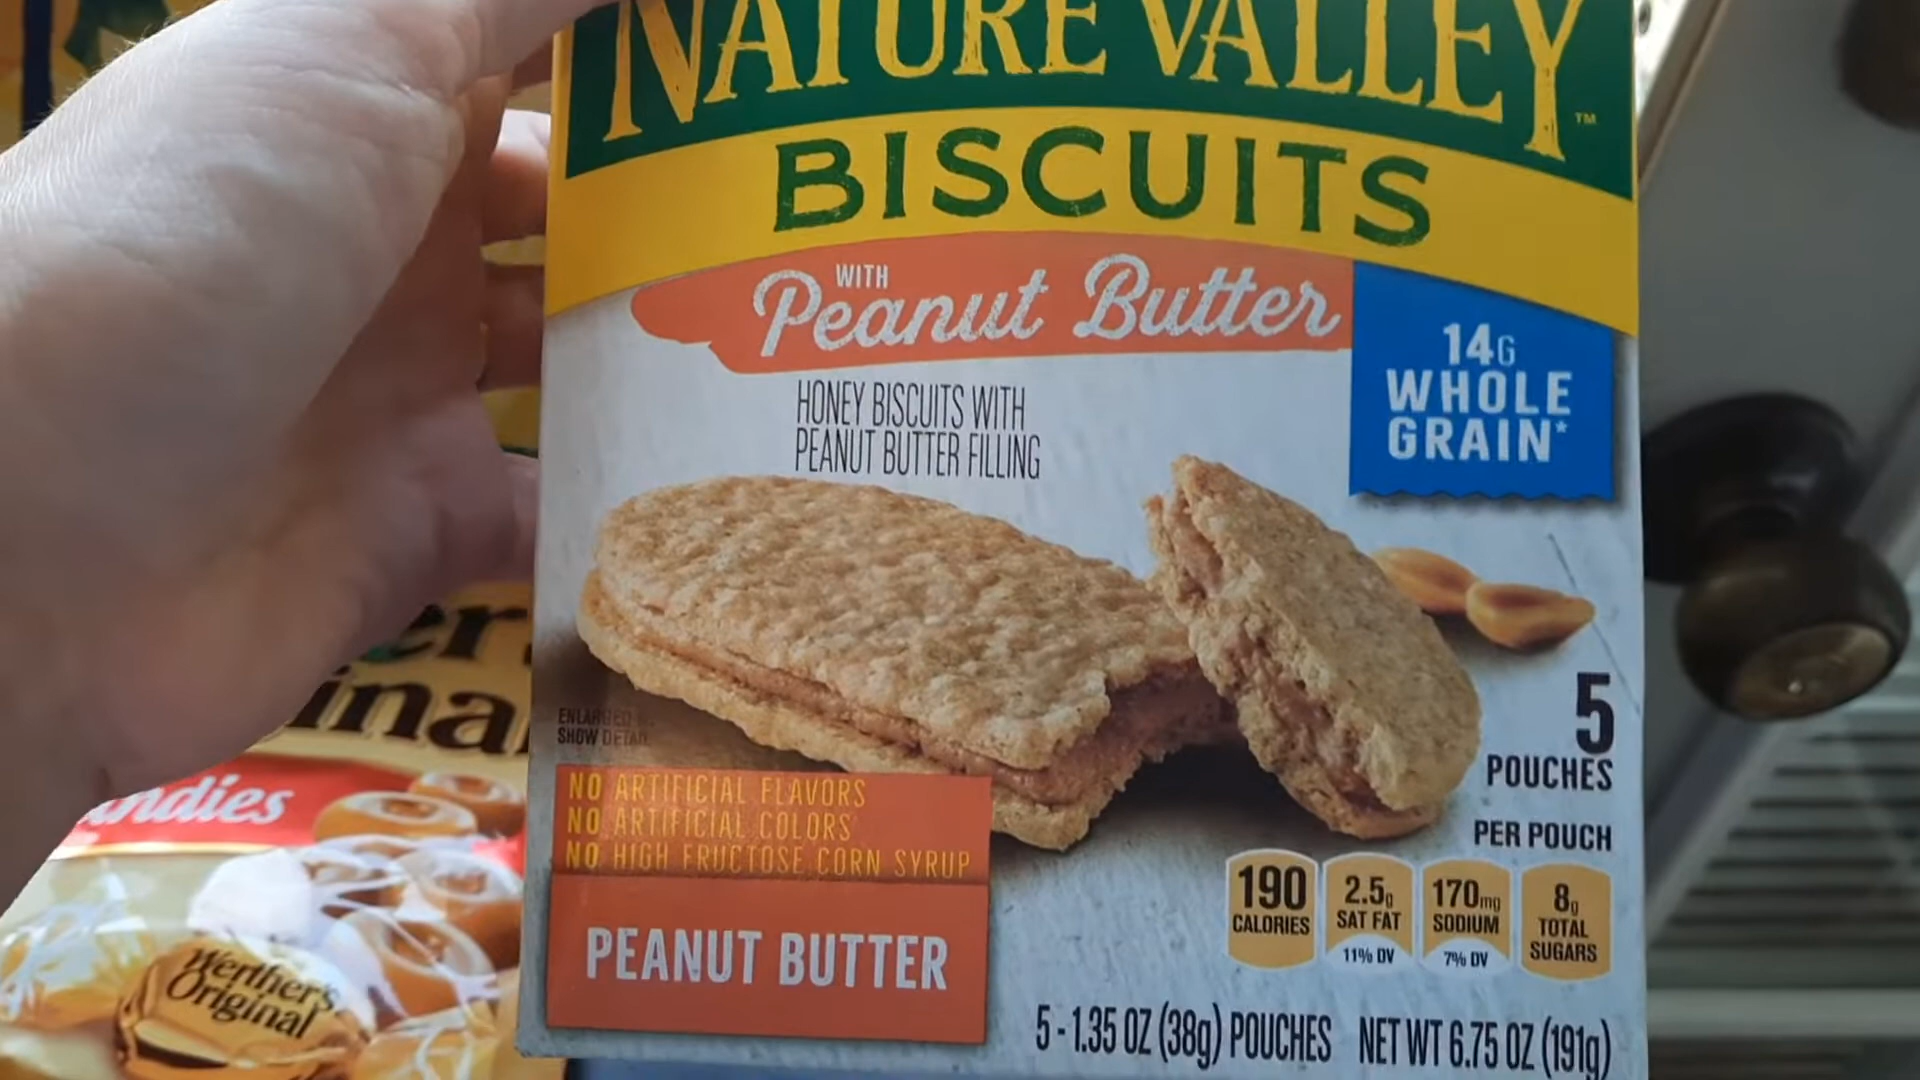 NATURE VALLEY™
BISCUITS
WITH
Peanut Butter
14G
WHOLE
GRAIN*
HONEY BISCUITS WITH
PEANUT BUTTER FILLING
ENLARGED TO
SHOW DETAIL
NO ARTIFICIAL FLAVORS
NO ARTIFICIAL COLORS
NO HIGH FRUCTOSE CORN SYRUP
PEANUT BUTTER
5
POUCHES
PER POUCH
190
CALORIES
2.5g
SAT FAT
11% DV
170mg
SODIUM
7% DV
8g
TOTAL
SUGARS
5 - 1.35 OZ (38g) POUCHES NET WT 6.75 OZ (191g)
Werther's
Original